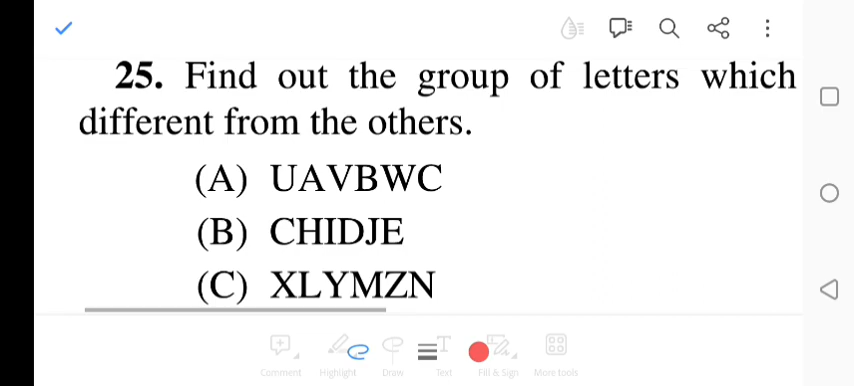 25. Find out the group of letters which
different from the others.
(A) UAVBWC
(B) CHIDJE
(C) XLYMZN
Comment Highlight Draw Text Fill & Sign More tools